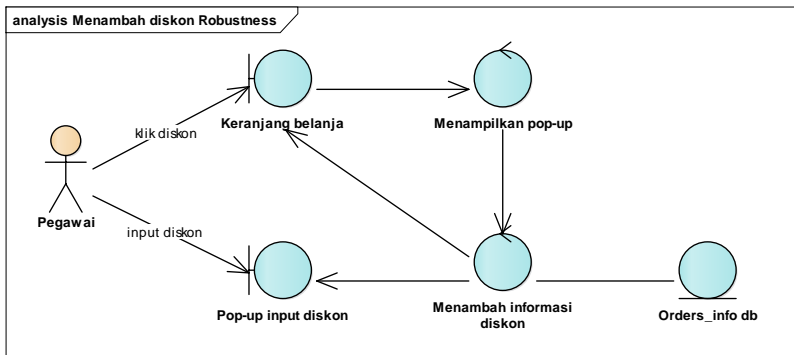 analysis Menambah diskon Robustness
Keranjang belanja
Menampilkan pop-up
klik diskon
Pegawai
input diskon
Pop-up input diskon
Menambah informasi
diskon
Orders_info db